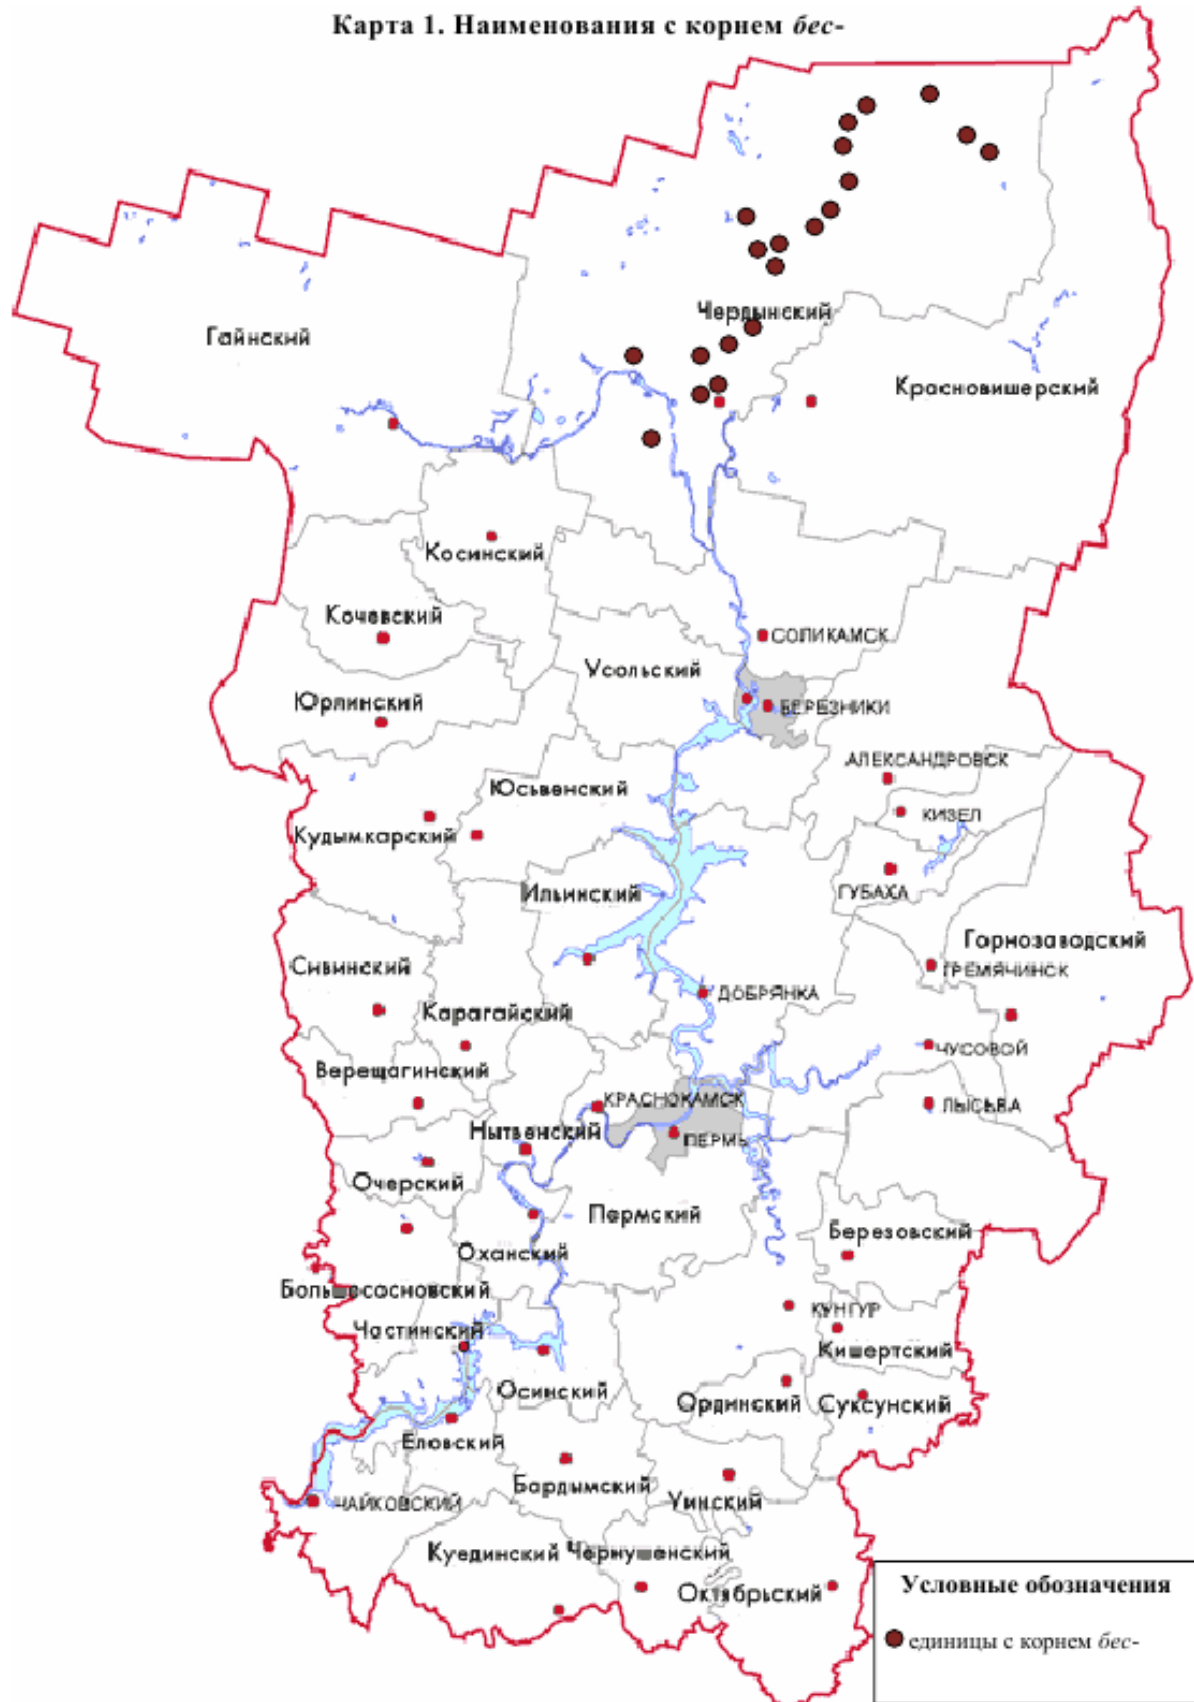 Карта 1. Наименования с корнем бес-
Гайнский
Чердынский
Красновишерский
Косинский
Кочевский
СОЛИКАМСК
Усольский
Юрлинский
БЕРЕЗНИКИ
АЛЕКСАНДРОВСК
Юсьвенский
КИЗЕЛ
Кудымкарский
ГУБАХА
Ильинский
Горнозаводский
Сивинский
ГРЕМЯЧИНСК
ДОБРЯНКА
Карагайский
ЧУСОВОЙ
Верещагинский
КРАСНОКАМСК
ЛЫСЬВА
Нытвенский
ПЕРМЬ
Очерский
Пермский
Березовский
Оханский
Большесосновский
КУНГУР
Частинский
Кишертский
Осинский
Ординский
Суксунский
Еловский
Бардымский
Уинский
ЧАЙКОВСКИЙ
Куединский
Чернушенский
Октябрьский
Условные обозначения
единицы с корнем бес-